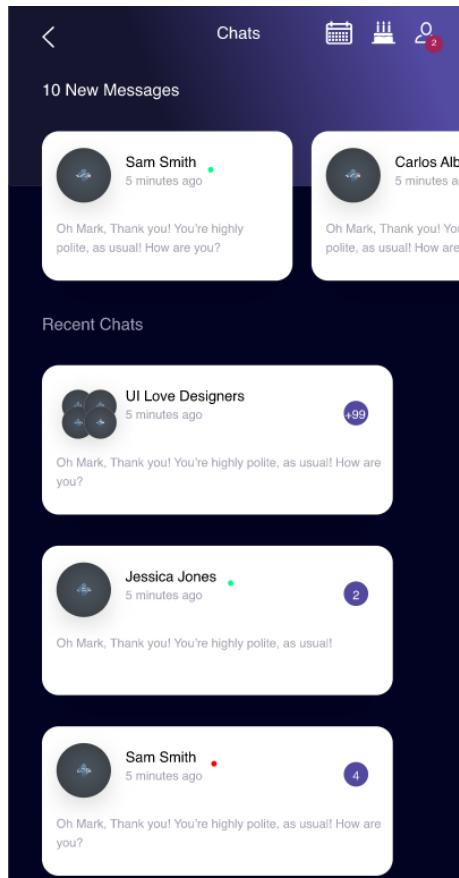 Chats
2
10 New Messages
Sam Smith
5 minutes ago
Oh Mark, Thank you! You're highly
polite, as usual! How are you?
Carlos Alb
5 minutes a
Oh Mark, Thank you! You
polite, as usual! How are
Recent Chats
UI Love Designers
5 minutes ago
+99
Oh Mark, Thank you! You're highly polite, as usual! How are
you?
Jessica Jones
5 minutes ago
2
Oh Mark, Thank you! You're highly polite, as usual!
Sam Smith
5 minutes ago
4
Oh Mark, Thank you! You're highly polite, as usual! How are
you?